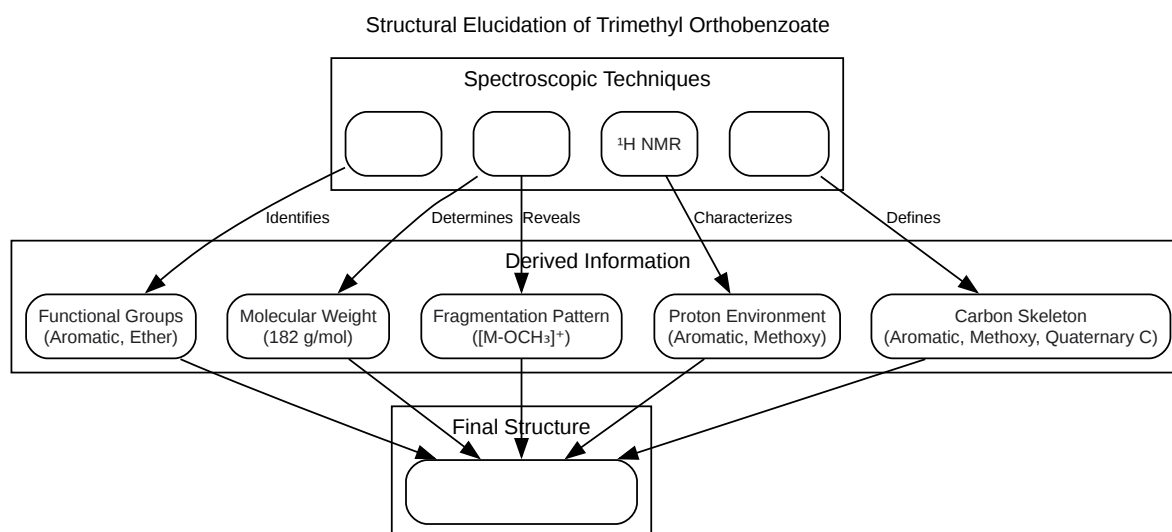 Structural Elucidation of Trimethyl Orthobenzoate
Spectroscopic Techniques
¹H NMR
Identifies
Determines
Reveals
Characterizes
Defines
Derived Information
Functional Groups
(Aromatic, Ether)
Molecular Weight
(182 g/mol)
Fragmentation Pattern
([M-OCH₃]⁺)
Proton Environment
(Aromatic, Methoxy)
Carbon Skeleton
(Aromatic, Methoxy, Quaternary C)
Final Structure